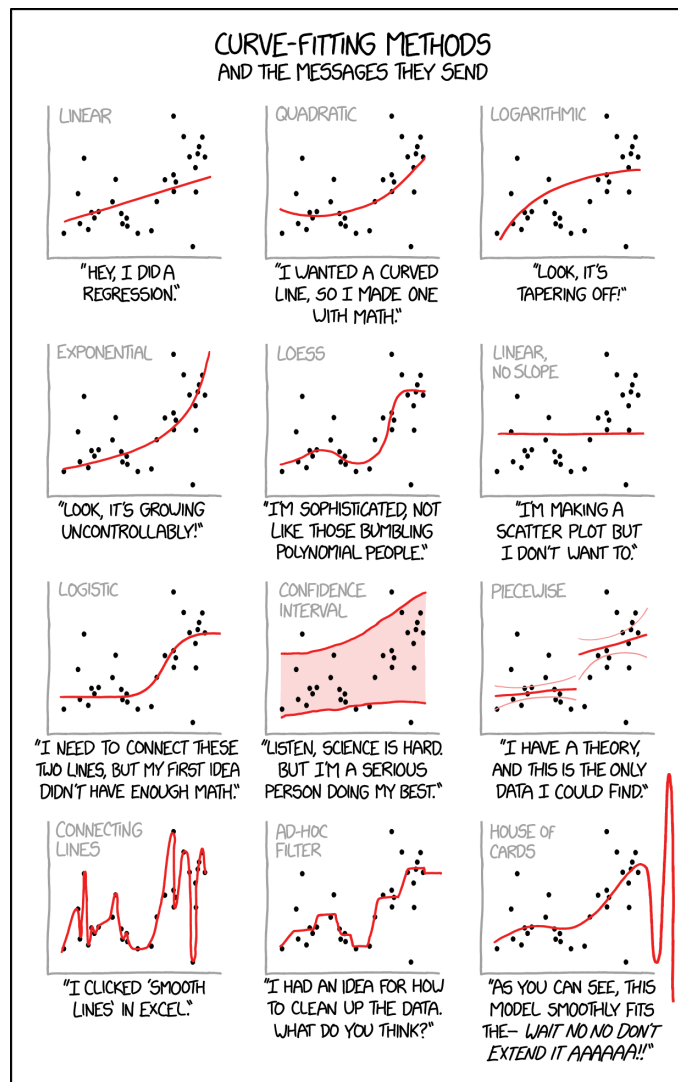 CURVE-FITTING METHODS
AND THE MESSAGES THEY SEND
LINEAR
"HEY, I DID A
REGRESSION."
QUADRATIC
"I WANTED A CURVED
LINE, SO I MADE ONE
WITH MATH."
LOGARITHMIC
"LOOK, IT'S
TAPERING OFF!"
EXPONENTIAL
"LOOK, IT'S GROWING
UNCONTROLLABLY!"
LOESS
"I'M SOPHISTICATED, NOT
LIKE THOSE BUMBLING
POLYNOMIAL PEOPLE."
LINEAR,
NO SLOPE
"I'M MAKING A
SCATTER PLOT BUT
I DON'T WANT TO."
LOGISTIC
"I NEED TO CONNECT THESE
TWO LINES, BUT MY FIRST IDEA
DIDN'T HAVE ENOUGH MATH."
CONFIDENCE
INTERVAL
"LISTEN, SCIENCE IS HARD.
BUT I'M A SERIOUS
PERSON DOING MY BEST."
PIECEWISE
"I HAVE A THEORY,
AND THIS IS THE ONLY
DATA I COULD FIND."
CONNECTING
LINES
"I CLICKED 'SMOOTH
LINES' IN EXCEL."
AD-HOC
FILTER
"I HAD AN IDEA FOR HOW
TO CLEAN UP THE DATA.
WHAT DO YOU THINK?"
HOUSE OF
CARDS
"AS YOU CAN SEE, THIS
MODEL SMOOTHLY FITS
THE– WAIT NO NO DON'T
EXTEND IT AAAAAA!!"